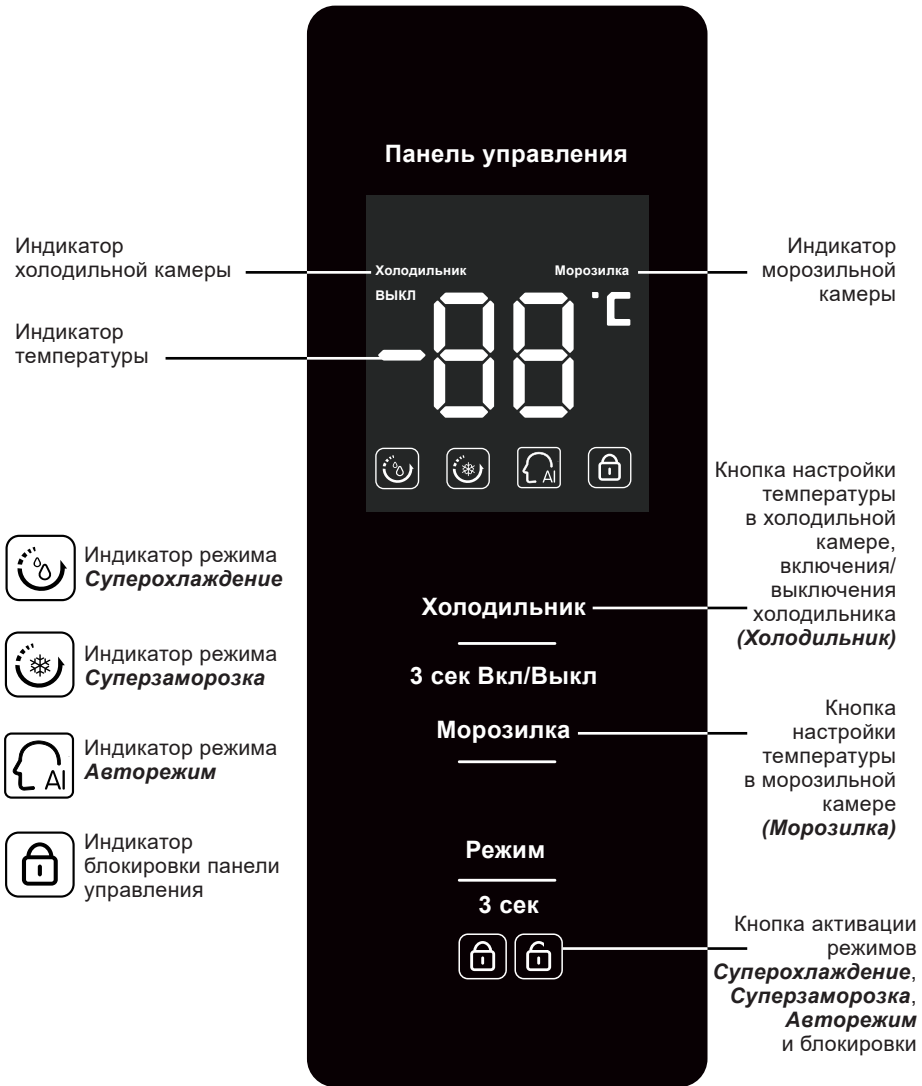 Панель управления
Индикатор
холодильной камеры
Индикатор
температуры
Холодильник
Морозилка
ВЫКЛ
-88 °C
AI
Индикатор
морозильной
камеры
Индикатор режима
Суперохлаждение
Индикатор режима
Суперзаморозка
AI
Индикатор режима
Авторежим
Индикатор
блокировки панели
управления
Холодильник
3 сек Вкл/Выкл
Морозилка
Режим
3 сек
Кнопка настройки
температуры
в холодильной
камере,
включения/
выключения
холодильника
(Холодильник)
Кнопка
настройки
температуры
в морозильной
камере
(Морозилка)
Кнопка активации
режимов
Суперохлаждение,
Суперзаморозка,
Авторежим
и блокировки